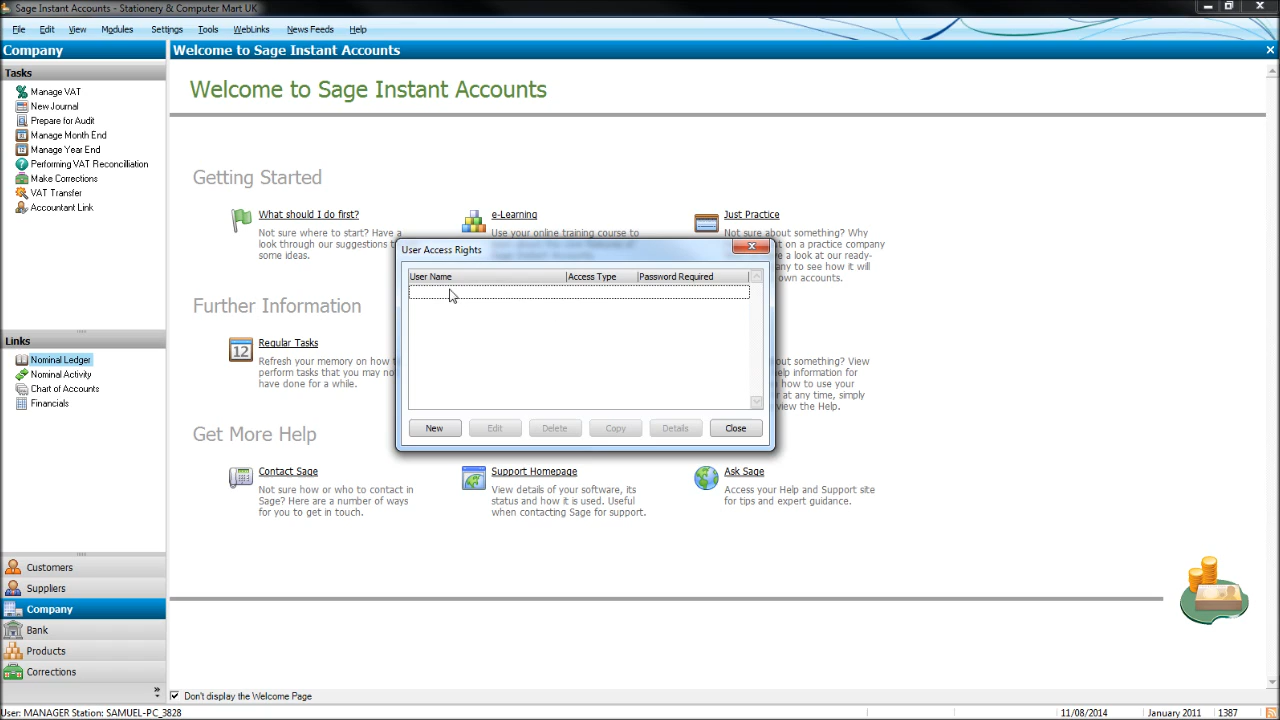 Sage Instant Accounts - Stationery & Computer Mart UK
File Edit View Modules Settings Tools WebLinks News Feeds Help
Company
Welcome to Sage Instant Accounts
Tasks
Manage VAT
New Journal
Prepare for Audit
Manage Month End
Manage Year End
Performing VAT Reconcilliation
Make Corrections
VAT Transfer
Accountant Link
Links
Nominal Ledger
Nominal Activity
Chart of Accounts
Financials
Customers
Suppliers
Company
Bank
Products
Corrections
Welcome to Sage Instant Accounts
Getting Started
What should I do first?
Not sure where to start? Have a
look through our suggestions t
some ideas.
e-Learning
Use your online training course to
Just Practice
Not sure about something? Why
t on a practice company
e a look at our ready-
any to see how it will
own accounts.
User Access Rights
User Name Access Type Password Required
New Edit Delete Copy Details Close
Further Information
Regular Tasks
12
Refresh your memory on how t
perform tasks that you may no
have done for a while.
about something? View
lp information for
how to use your
r at any time, simply
view the Help.
Get More Help
Contact Sage
Not sure how or who to contact in
Sage? Here are a number of ways
for you to get in touch.
Support Homepage
View details of your software, its
status and how it is used. Useful
when contacting Sage for support.
Ask Sage
Access your Help and Support site
for tips and expert guidance.
Don't display the Welcome Page
User: MANAGER Station: SAMUEL-PC_3828
11/08/2014 January 2011 1387